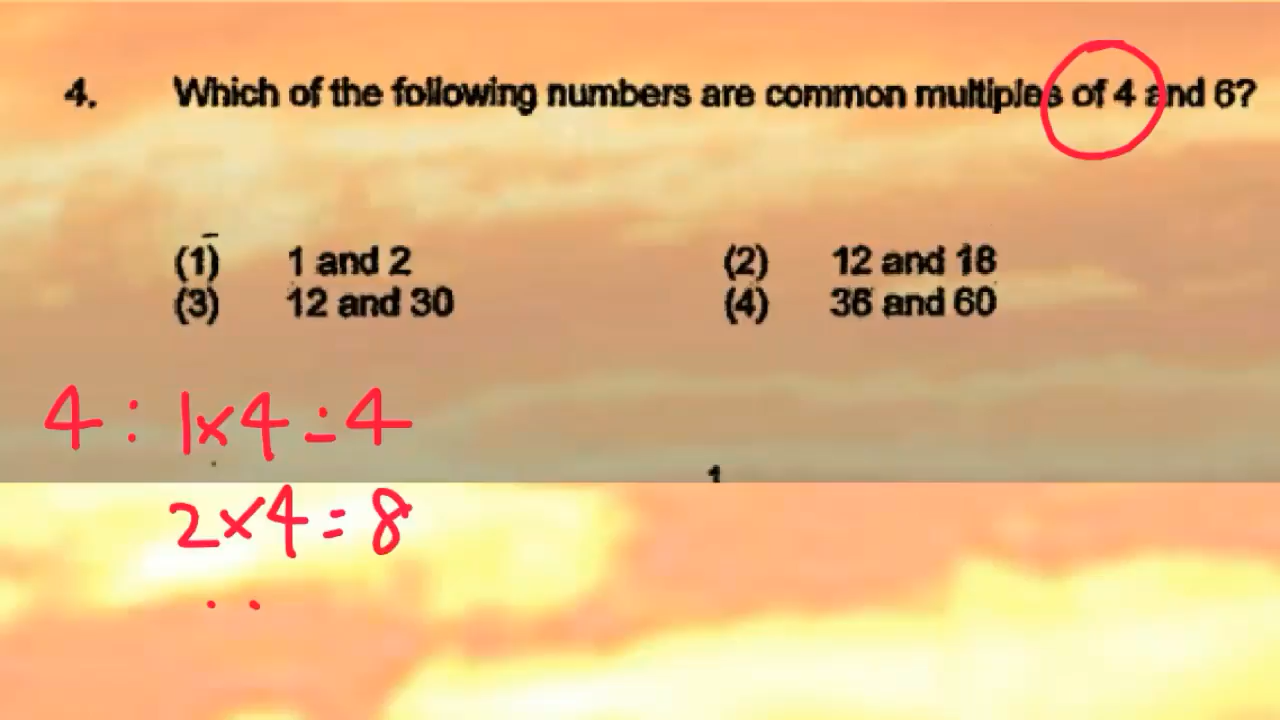 4. Which of the following numbers are common multiples of 4 and 6?
(1) 1 and 2 (2) 12 and 18
(3) 12 and 30 (4) 36 and 60
4 : 1×4=4
1
2×4=8
..